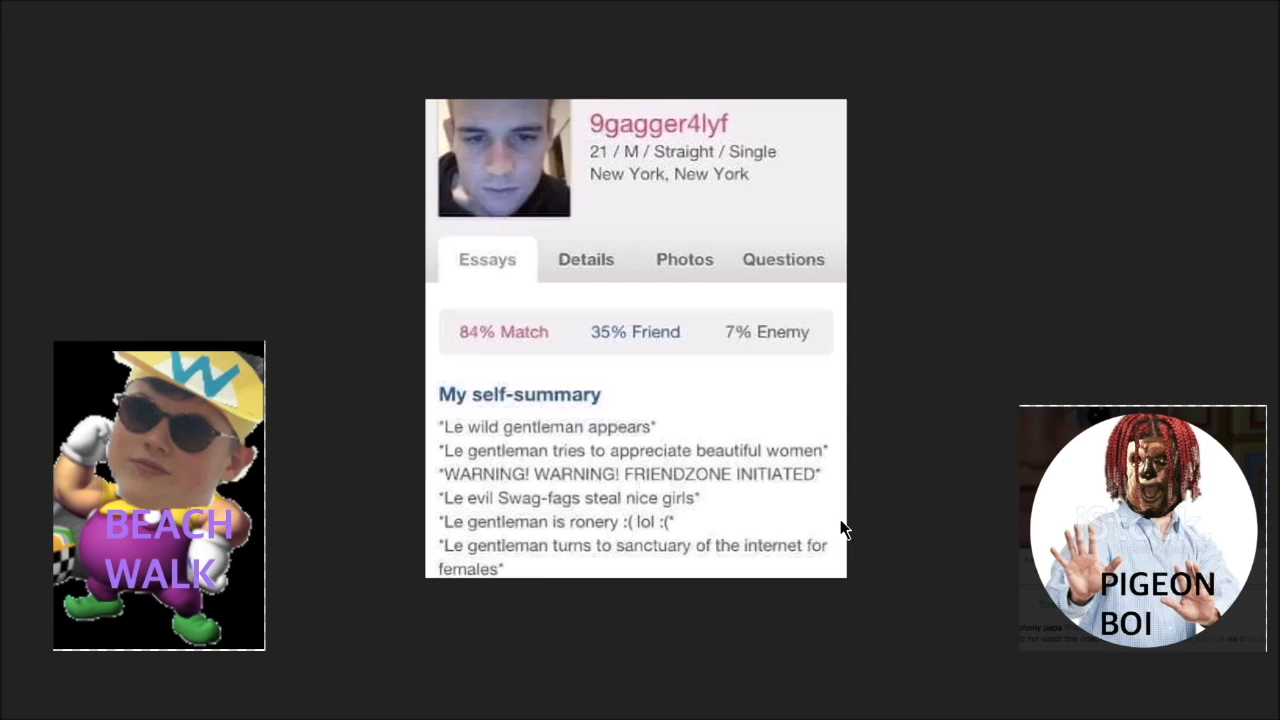 9gagger4lyf
21 / M / Straight / Single
New York, New York
Essays Details Photos Questions
84% Match 35% Friend 7% Enemy
My self-summary
*Le wild gentleman appears*
*Le gentleman tries to appreciate beautiful women*
*WARNING! WARNING! FRIENDZONE INITIATED*
*Le evil Swag-fags steal nice girls*
*Le gentleman is ronery :( lol :(*
*Le gentleman turns to sanctuary of the internet for
females*
W
BEACH
WALK
iStock
PIGEON
BOI